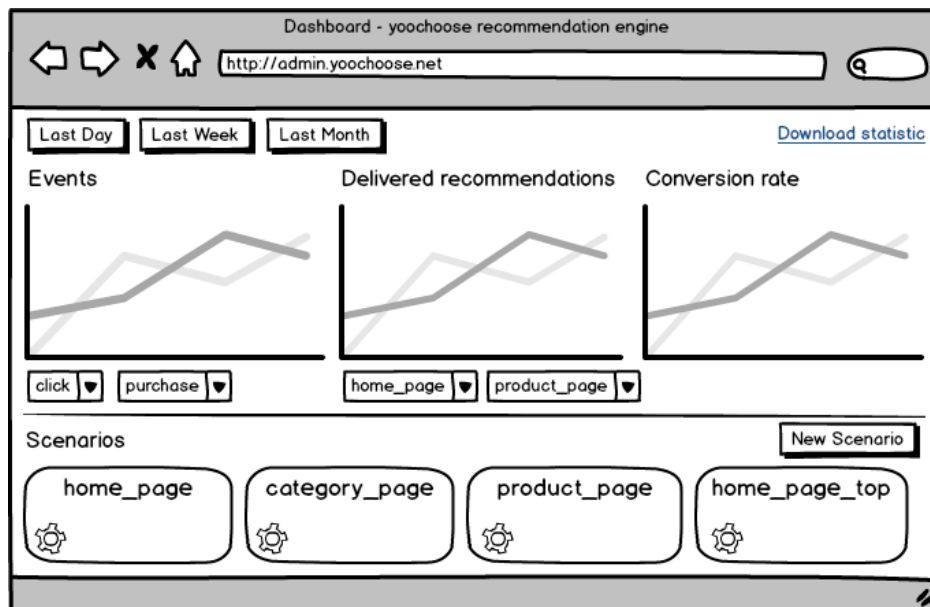 Dashboard - yoochoose recommendation engine
http://admin.yoochoose.net
Last Day Last Week Last Month Download statistic
Events Delivered recommendations Conversion rate
click purchase home_page product_page
Scenarios New Scenario
home_page category_page product_page home_page_top